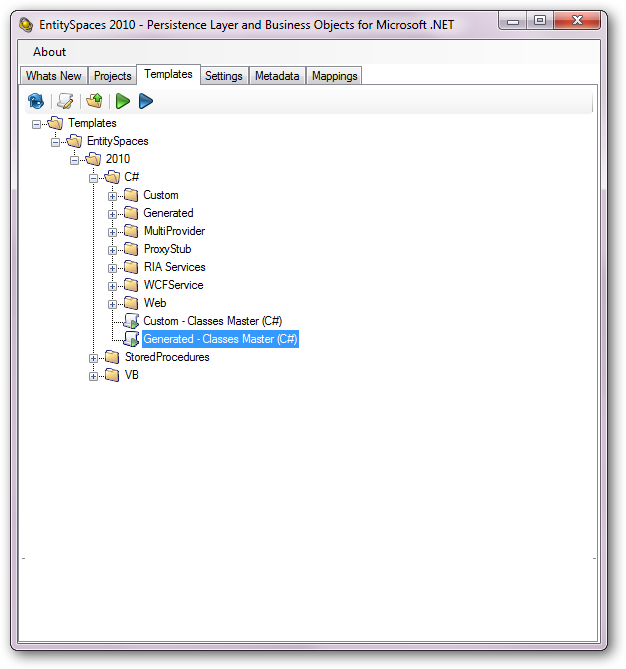 EntitySpaces 2010 - Persistence Layer and Business Objects for Microsoft .NET
About
Whats New Projects Templates Settings Metadata Mappings
Templates
EntitySpaces
2010
C#
Custom
Generated
MultiProvider
ProxyStub
RIA Services
WCFService
Web
Custom - Classes Master (C#)
Generated - Classes Master (C#)
StoredProcedures
VB